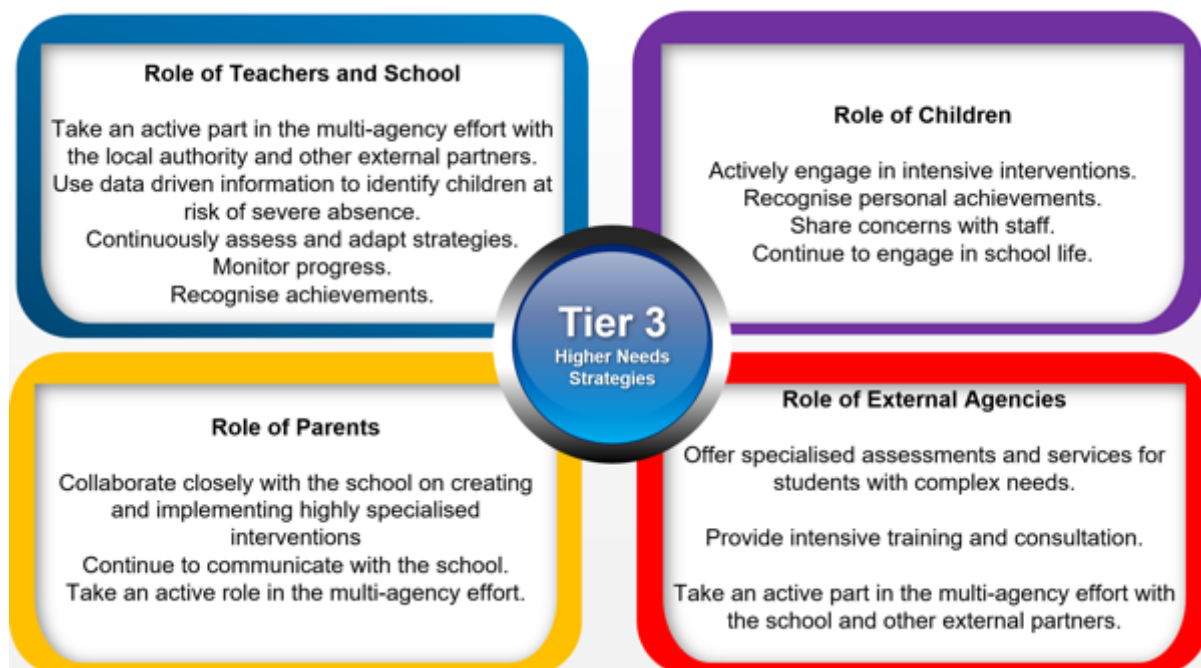 Role of Teachers and School
Take an active part in the multi-agency effort with
the local authority and other external partners.
Use data driven information to identify children at
risk of severe absence.
Continuously assess and adapt strategies.
Monitor progress.
Recognise achievements.
Role of Children
Actively engage in intensive interventions.
Recognise personal achievements.
Share concerns with staff.
Continue to engage in school life.
Tier 3
Higher Needs
Strategies
Role of Parents
Collaborate closely with the school on creating
and implementing highly specialised
interventions
Continue to communicate with the school.
Take an active role in the multi-agency effort.
Role of External Agencies
Offer specialised assessments and services for
students with complex needs.
Provide intensive training and consultation.
Take an active part in the multi-agency effort with
the school and other external partners.